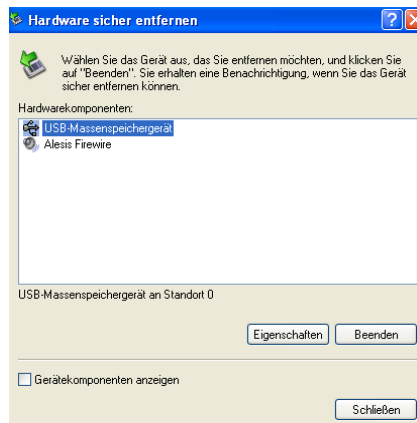 Hardware sicher entfernen
Wählen Sie das Gerät aus, das Sie entfernen möchten, und klicken Sie
auf "Beenden". Sie erhalten eine Benachrichtigung, wenn Sie das Gerät
sicher entfernen können.
Hardwarekomponenten:
USB-Massenspeichergerät
Alesis Firewire
USB-Massenspeichergerät an Standort 0
Eigenschaften Beenden
Gerätekomponenten anzeigen
Schließen